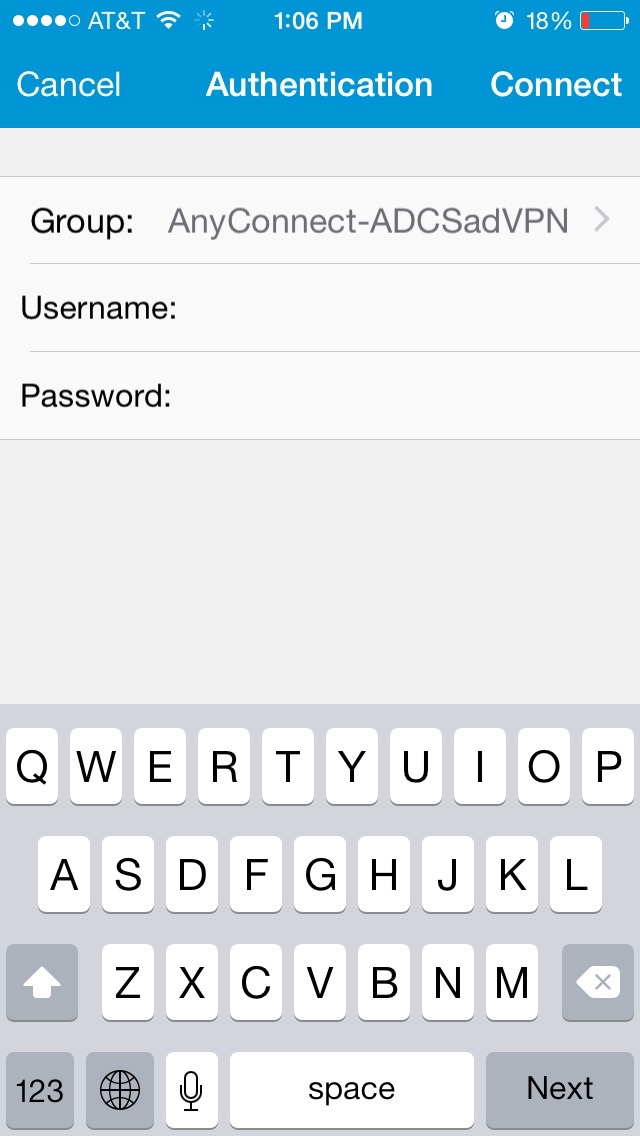 AT&T 1:06 PM 18%
Cancel Authentication Connect
Group: AnyConnect-ADCSadVPN
Username:
Password:
Q W E R T Y U I O P
A S D F G H J K L
Z X C V B N M
123 space Next